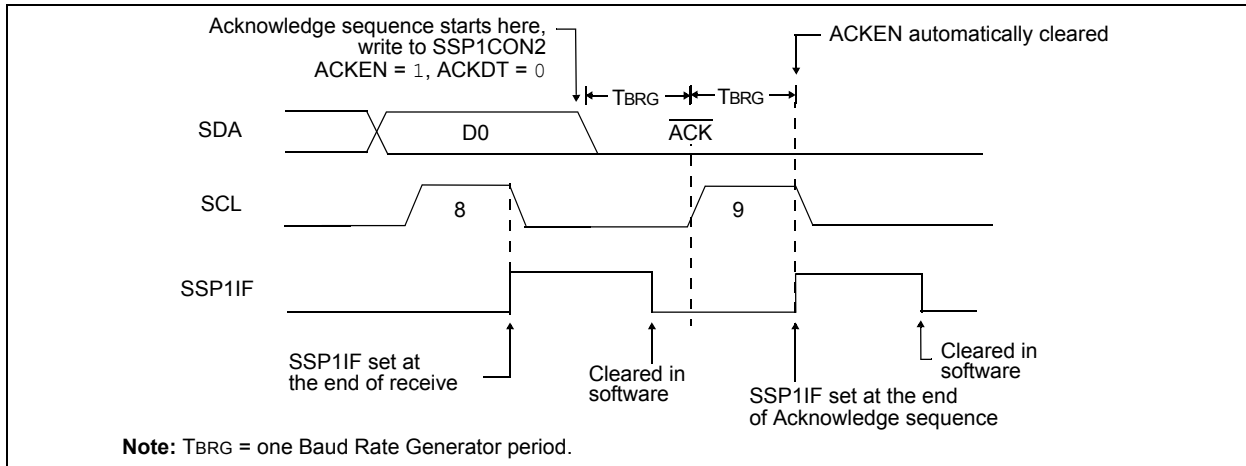 Acknowledge sequence starts here,
write to SSP1CON2
ACKEN = 1, ACKDT = 0
ACKEN automatically cleared
TBRG
TBRG
SDA
D0
ACK
SCL
8
9
SSP1IF
SSP1IF set at
the end of receive
Cleared in
software
SSP1IF set at the end
of Acknowledge sequence
Cleared in
software
Note: TBRG = one Baud Rate Generator period.